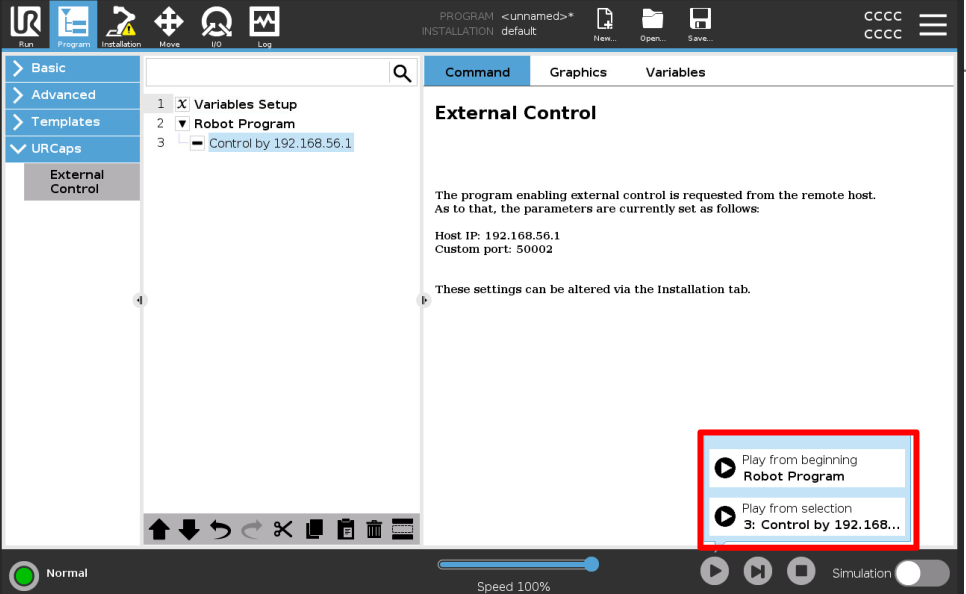 UR
PROGRAM <unnamed>*
INSTALLATION default
CCCC
CCCC
Run
Program
Installation
Move
I/O
Log
New...
Open...
Save...
Basic
Advanced
Templates
URCaps
External
Control
1 X Variables Setup
2 Robot Program
3 Control by 192.168.56.1
Command Graphics Variables
External Control
The program enabling external control is requested from the remote host.
As to that, the parameters are currently set as follows:
Host IP: 192.168.56.1
Custom port: 50002
These settings can be altered via the Installation tab.
Play from beginning
Robot Program
Play from selection
3: Control by 192.168...
Normal
Speed 100%
Simulation